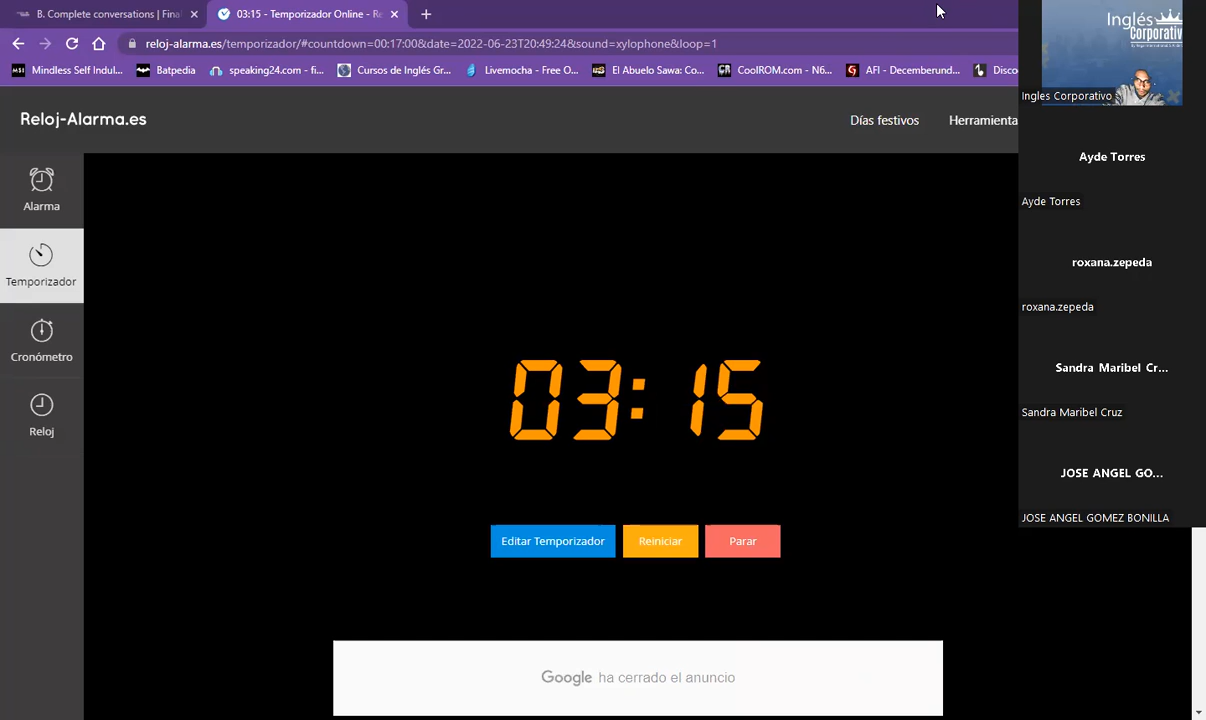 B. Complete conversations | Final
03:15 - Temporizador Online - Re
reloj-alarma.es/temporizador/#countdown=00:17:00&date=2022-06-23T20:49:24&sound=xylophone&loop=1
Mindless Self Indul...
Batpedia
speaking24.com - fi...
Cursos de Inglés Gr...
Livemocha - Free O...
El Abuelo Sawa: Co...
CoolROM.com - N6...
AFI - Decemberund...
Disco
Reloj-Alarma.es
Días festivos
Herramienta
Alarma
Temporizador
Cronómetro
Reloj
03:15
Editar Temporizador
Reiniciar
Parar
Google ha cerrado el anuncio
Inglés
Corporativ
Ingles Corporativo
Ayde Torres
Ayde Torres
roxana.zepeda
roxana.zepeda
Sandra Maribel Cr...
Sandra Maribel Cruz
JOSE ANGEL GO...
JOSE ANGEL GOMEZ BONILLA